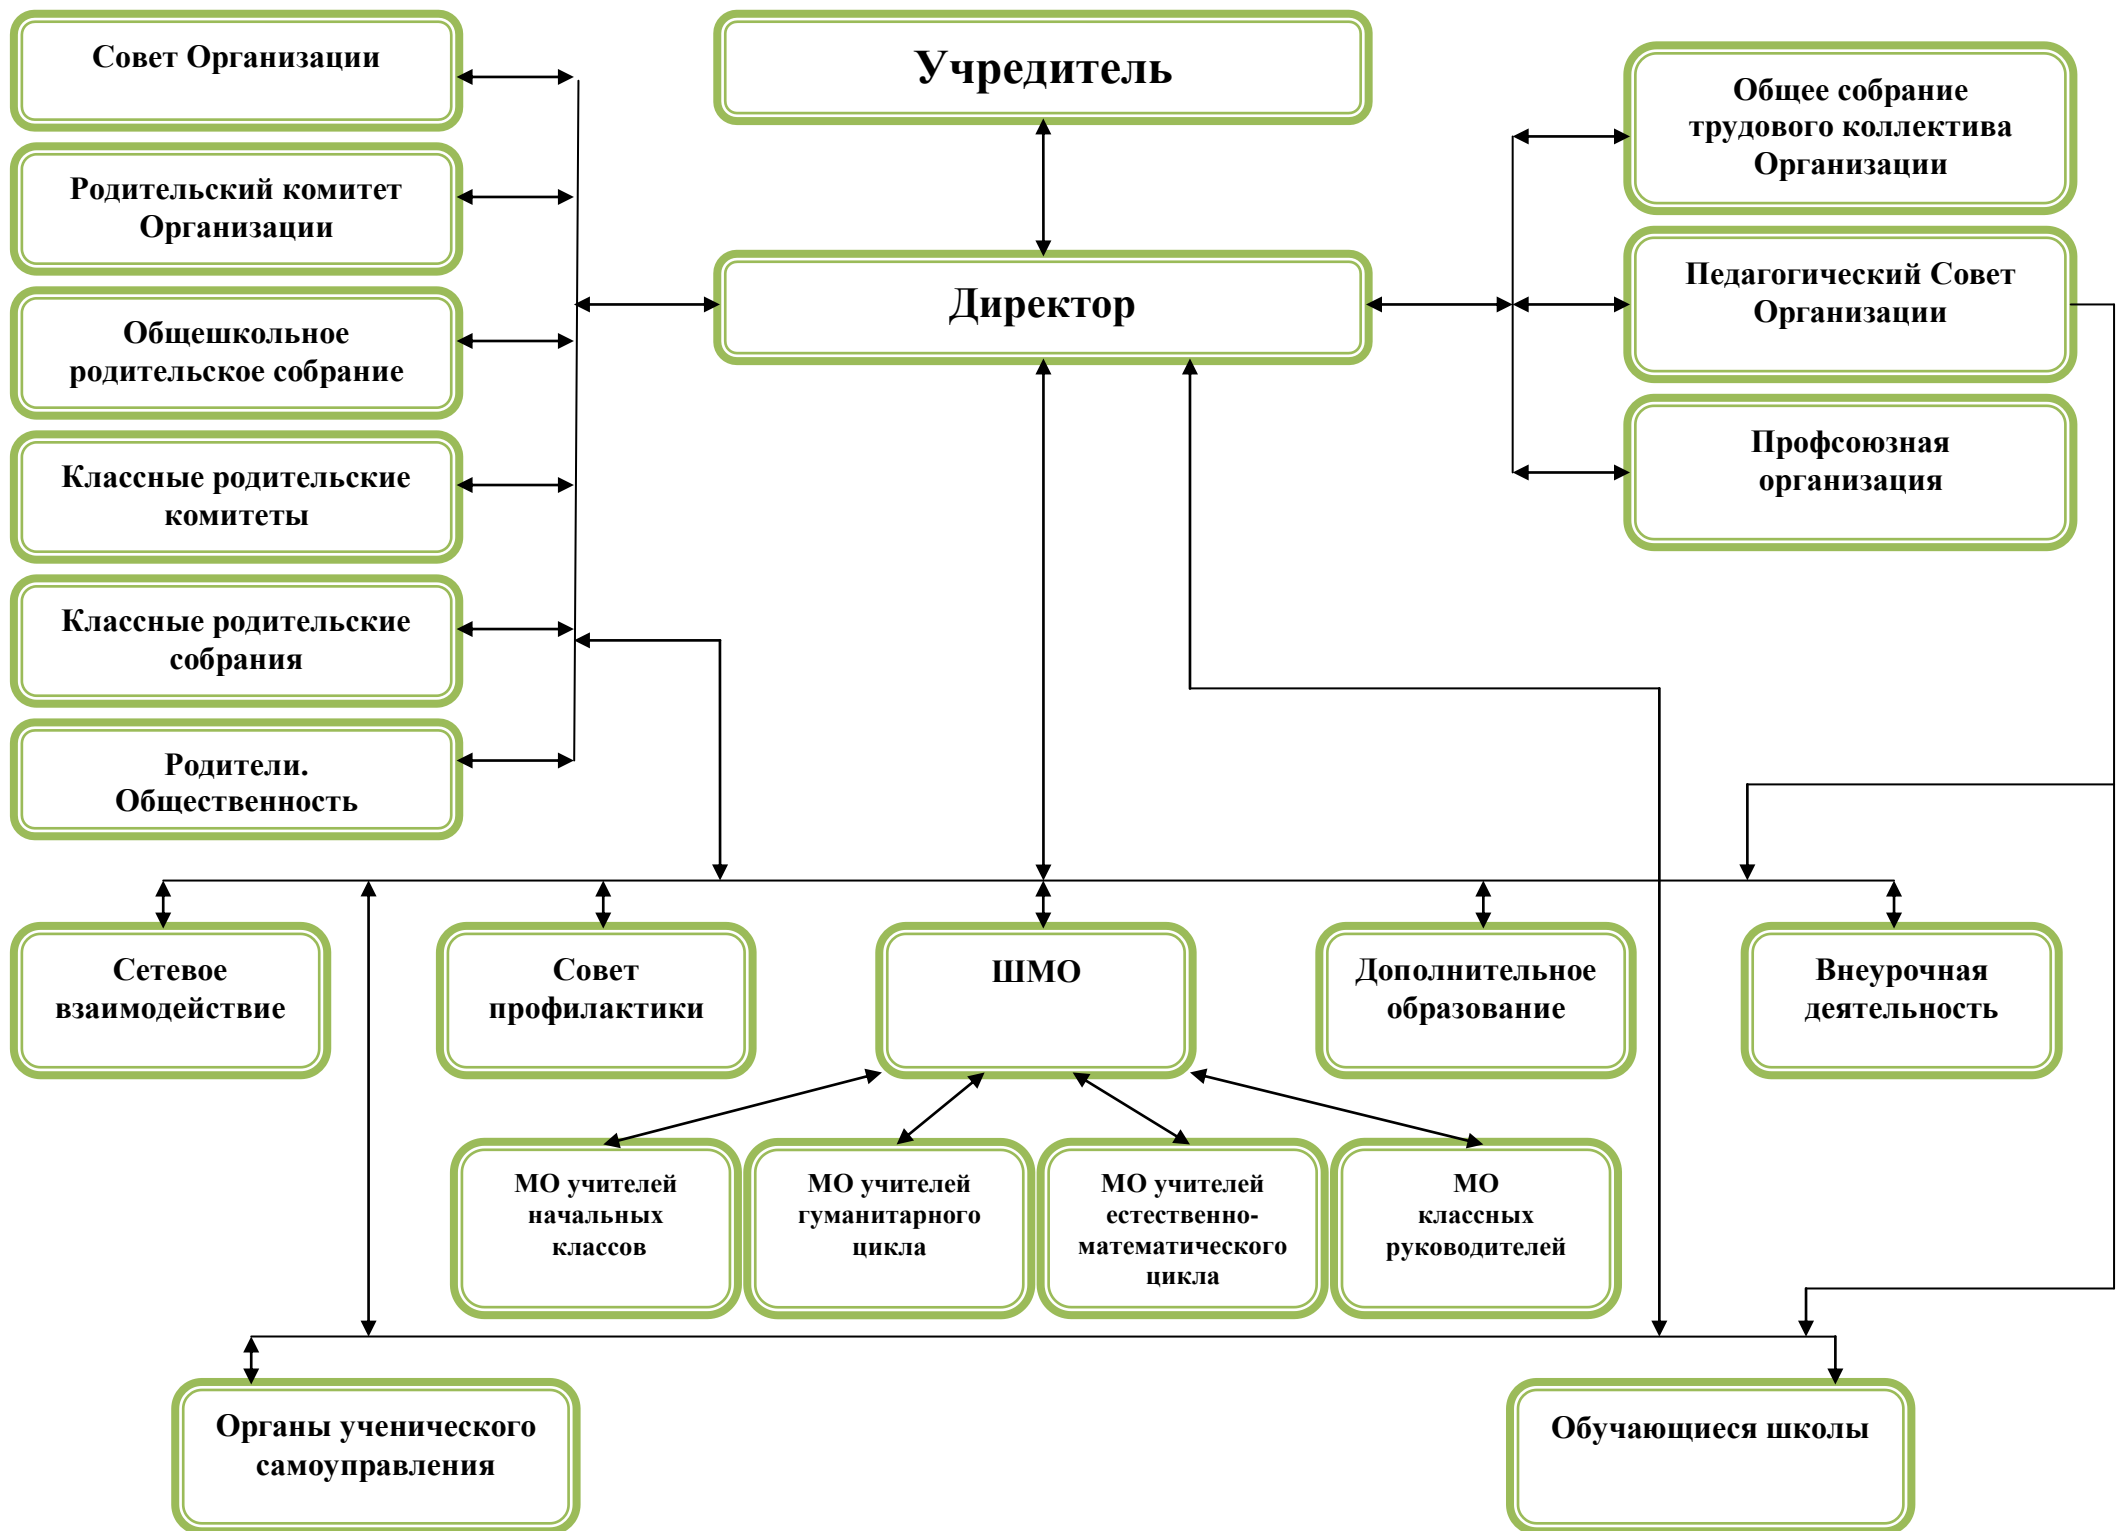 Совет Организации
Учредитель
Общее собрание
трудового коллектива
Организации
Родительский комитет
Организации
Директор
Педагогический Совет
Организации
Общешкольное
родительское собрание
Профсоюзная
организация
Классные родительские
комитеты
Классные родительские
собрания
Родители.
Общественность
Сетевое
взаимодействие
Совет
профилактики
ШМО
Дополнительное
образование
Внеурочная
деятельность
МО учителей
начальных
классов
МО учителей
гуманитарного
цикла
МО учителей
естественно-
математического
цикла
МО
классных
руководителей
Органы ученического
самоуправления
Обучающиеся школы